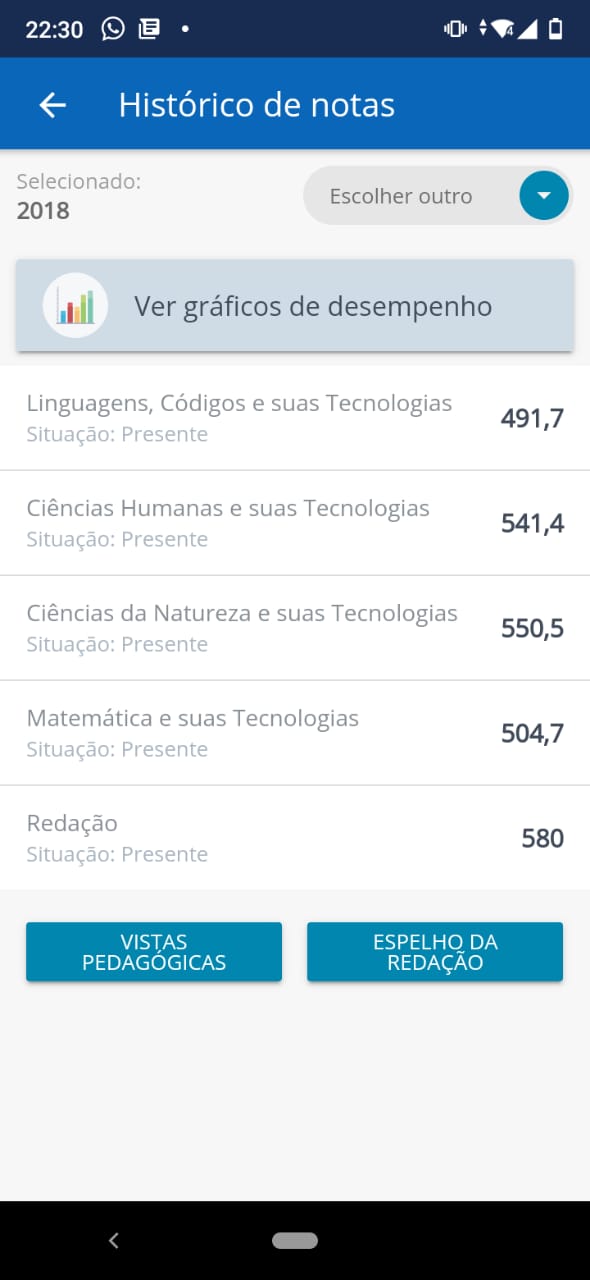 22:30
Histórico de notas
Selecionado:
2018
Escolher outro
Ver gráficos de desempenho
Linguagens, Códigos e suas Tecnologias
Situação: Presente
491,7
Ciências Humanas e suas Tecnologias
Situação: Presente
541,4
Ciências da Natureza e suas Tecnologias
Situação: Presente
550,5
Matemática e suas Tecnologias
Situação: Presente
504,7
Redação
Situação: Presente
580
VISTAS
PEDAGÓGICAS
ESPELHO DA
REDAÇÃO